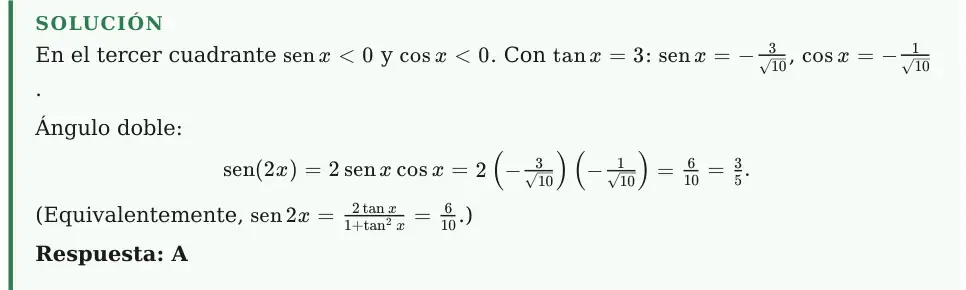 SOLUCIÓN
En el tercer cuadrante sen x < 0 y cos x < 0. Con tan x = 3: sen x = −3/√10, cos x = −1/√10
.
Ángulo doble:
sen(2x) = 2 sen x cos x = 2 (−3/√10) (−1/√10) = 6/10 = 3/5.
(Equivalentemente, sen 2x = 2 tan x/1+tan² x = 6/10.)
Respuesta: A